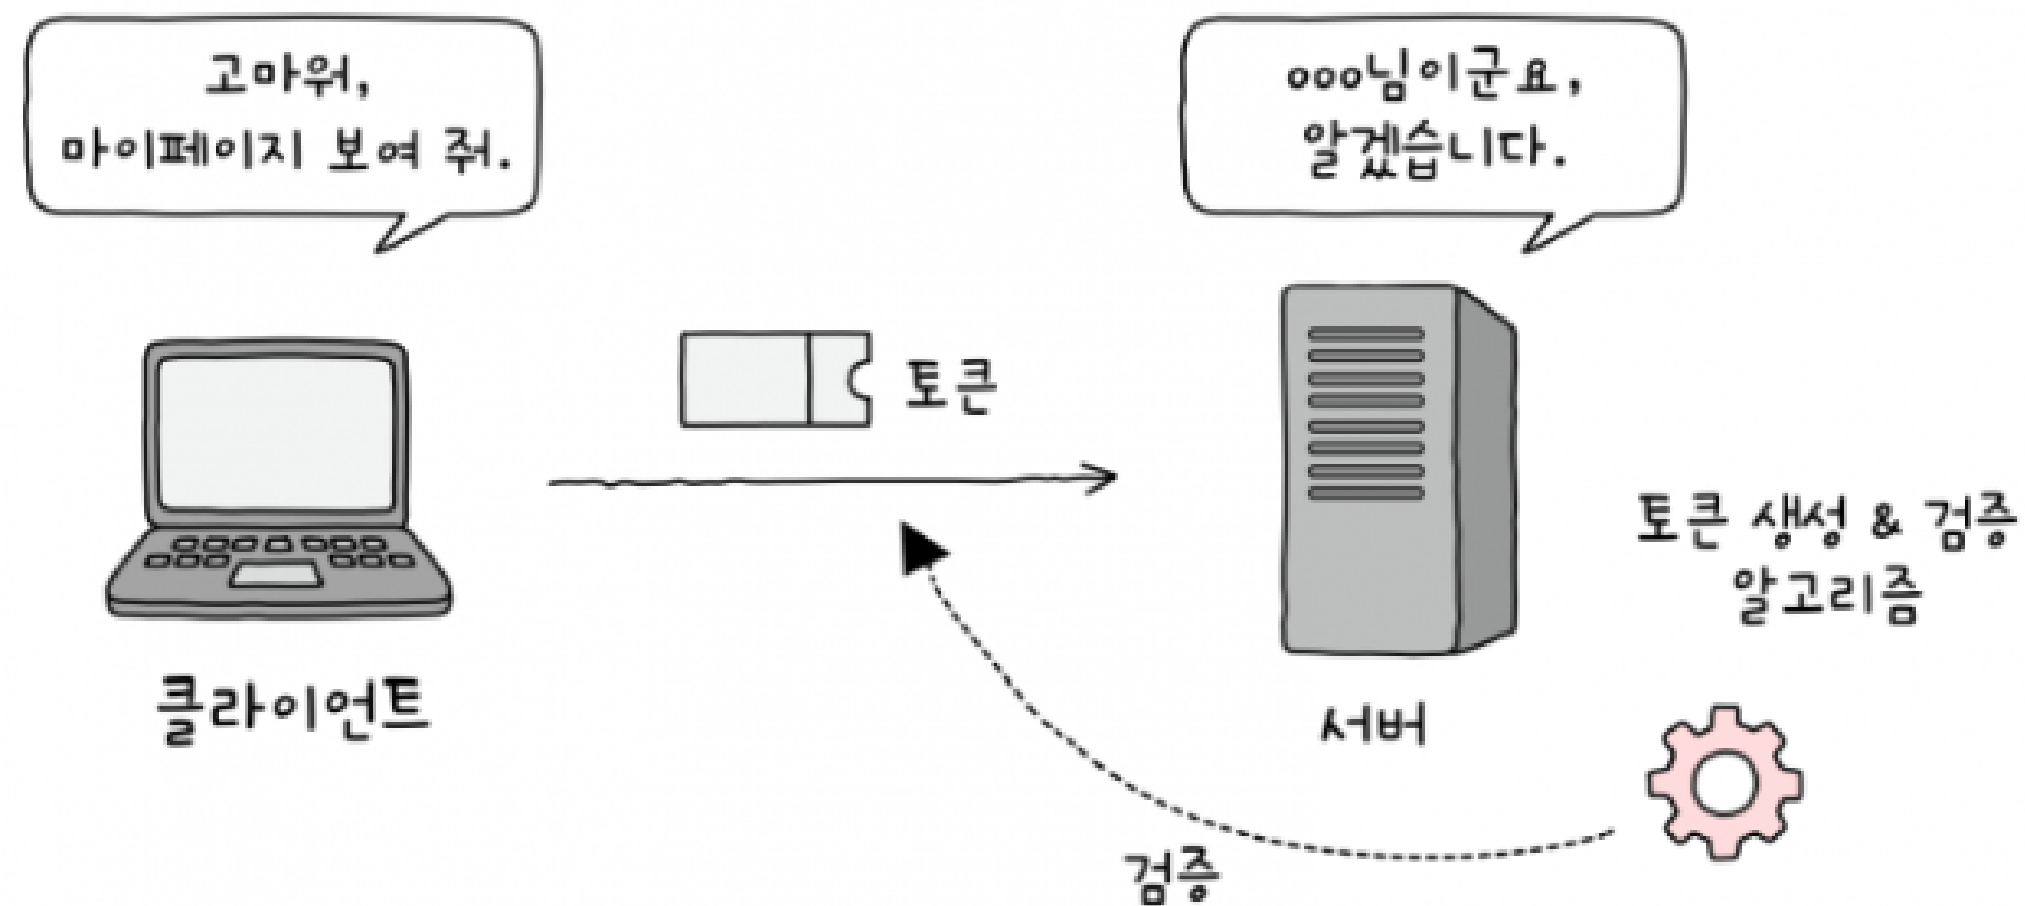 고마워,
마이페이지 보여 줘.
ooo님이군요,
알겠습니다.
토큰
토큰 생성 & 검증
알고리즘
클라이언트
서버
검증